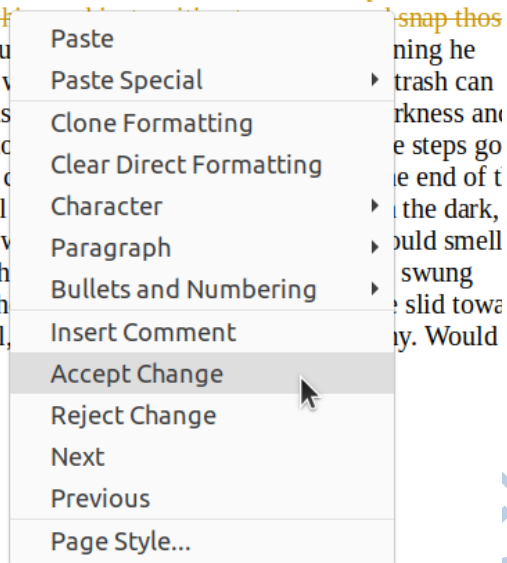 snap thos
Paste
ning he
Paste Special
trash can
rkness and
Clone Formatting
e steps go
Clear Direct Formatting
e end of t
Character
the dark,
Paragraph
ould smell
Bullets and Numbering
swung
e slid towa
Insert Comment
y. Would
Accept Change
Reject Change
Next
Previous
Page Style...